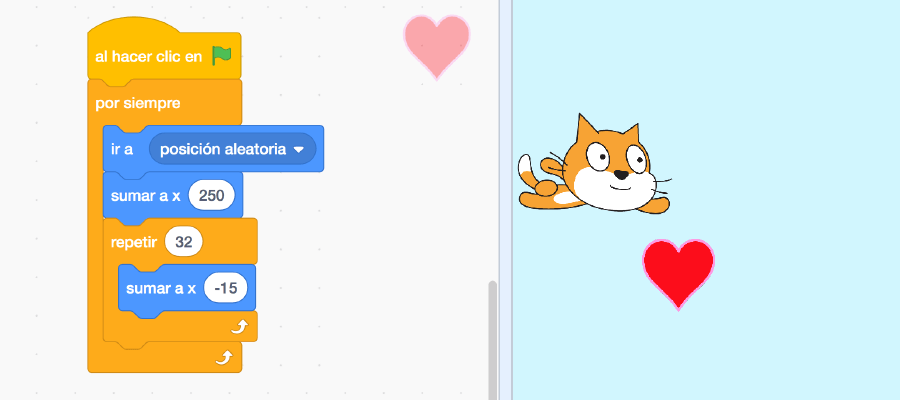 al hacer clic en
por siempre
ir a posición aleatoria
sumar a x 250
repetir 32
sumar a x -15